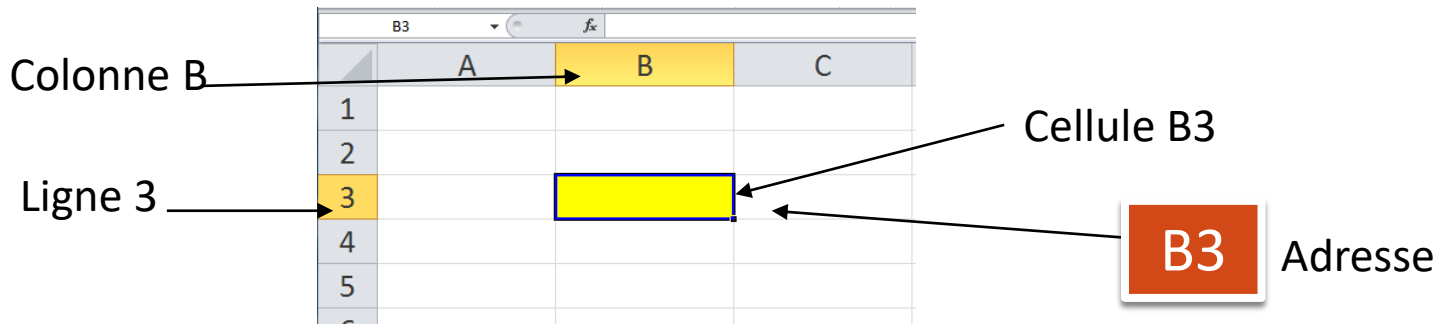 B3 fx
A B C
Colonne B
1
2
Cellule B3
Ligne 3
3
4
B3 Adresse
5